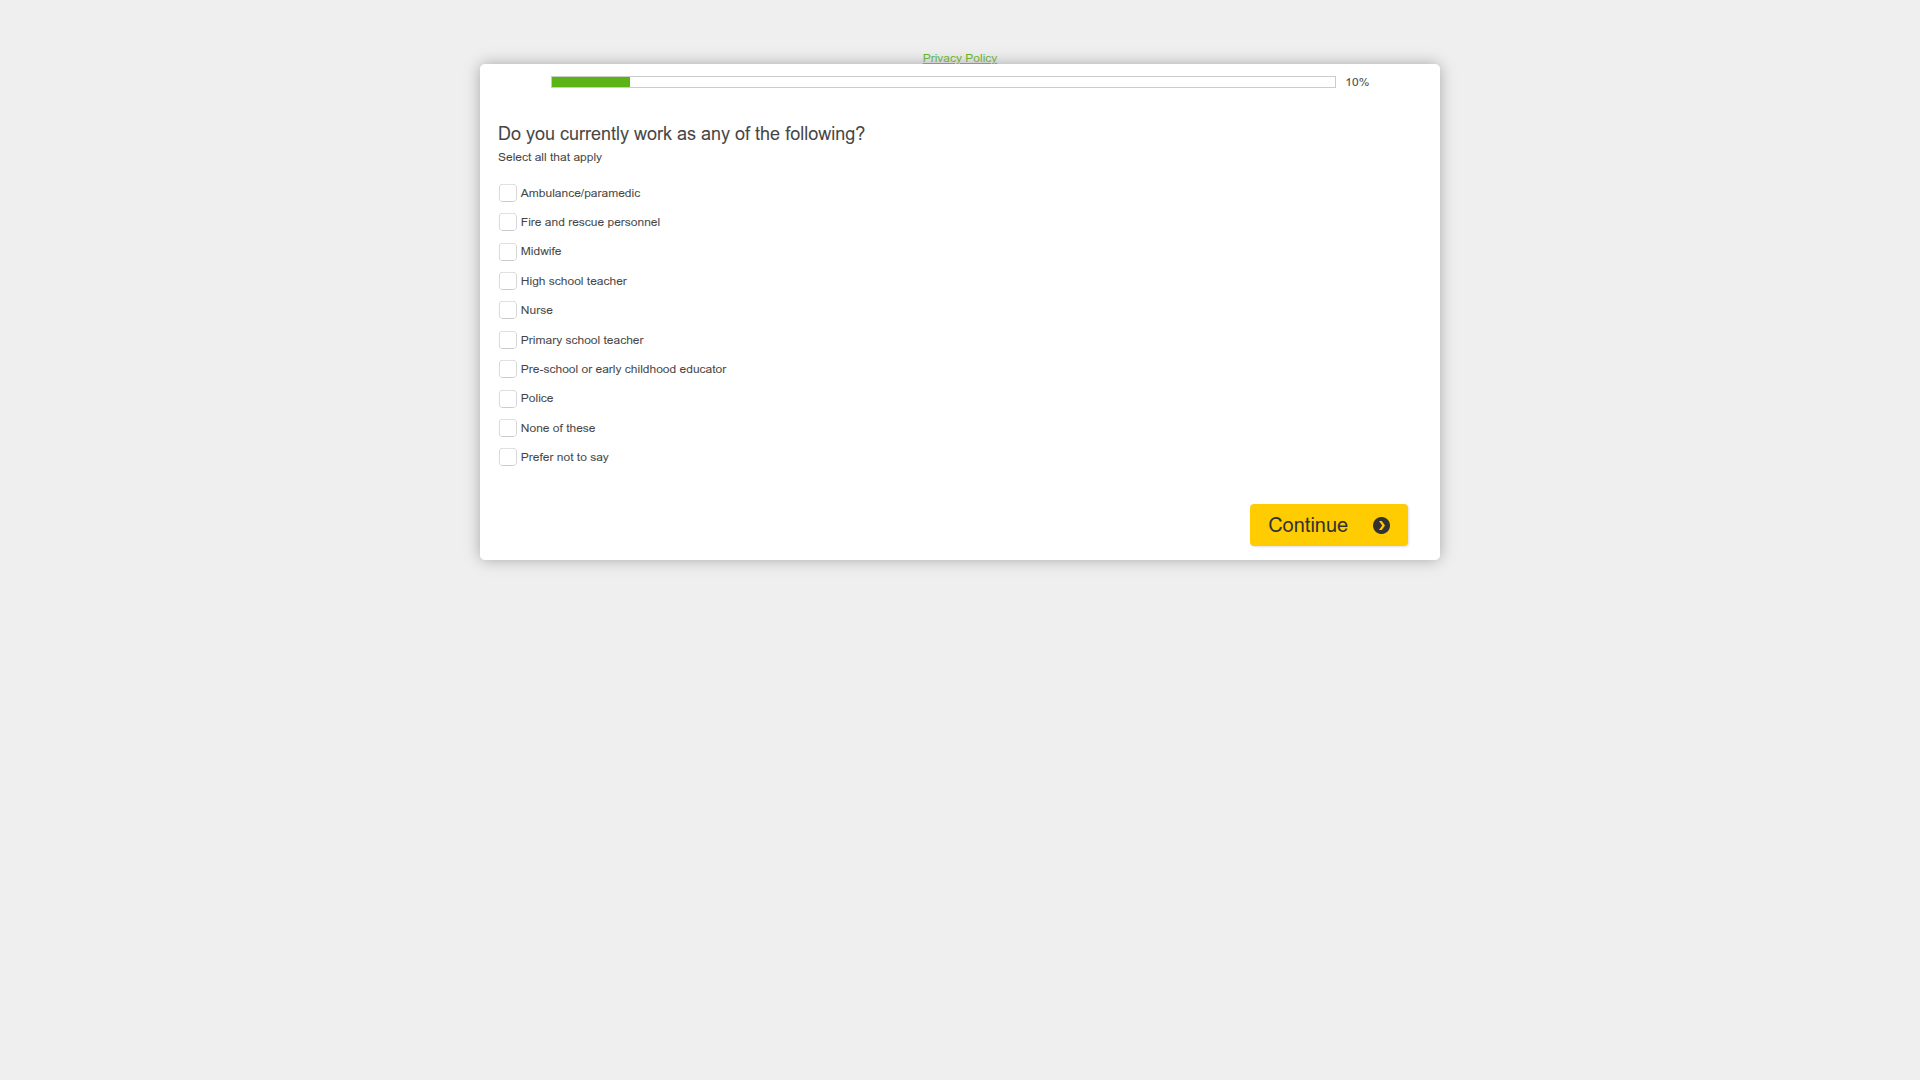 Privacy Policy
10%
Do you currently work as any of the following?
Select all that apply
Ambulance/paramedic
Fire and rescue personnel
Midwife
High school teacher
Nurse
Primary school teacher
Pre-school or early childhood educator
Police
None of these
Prefer not to say
Continue